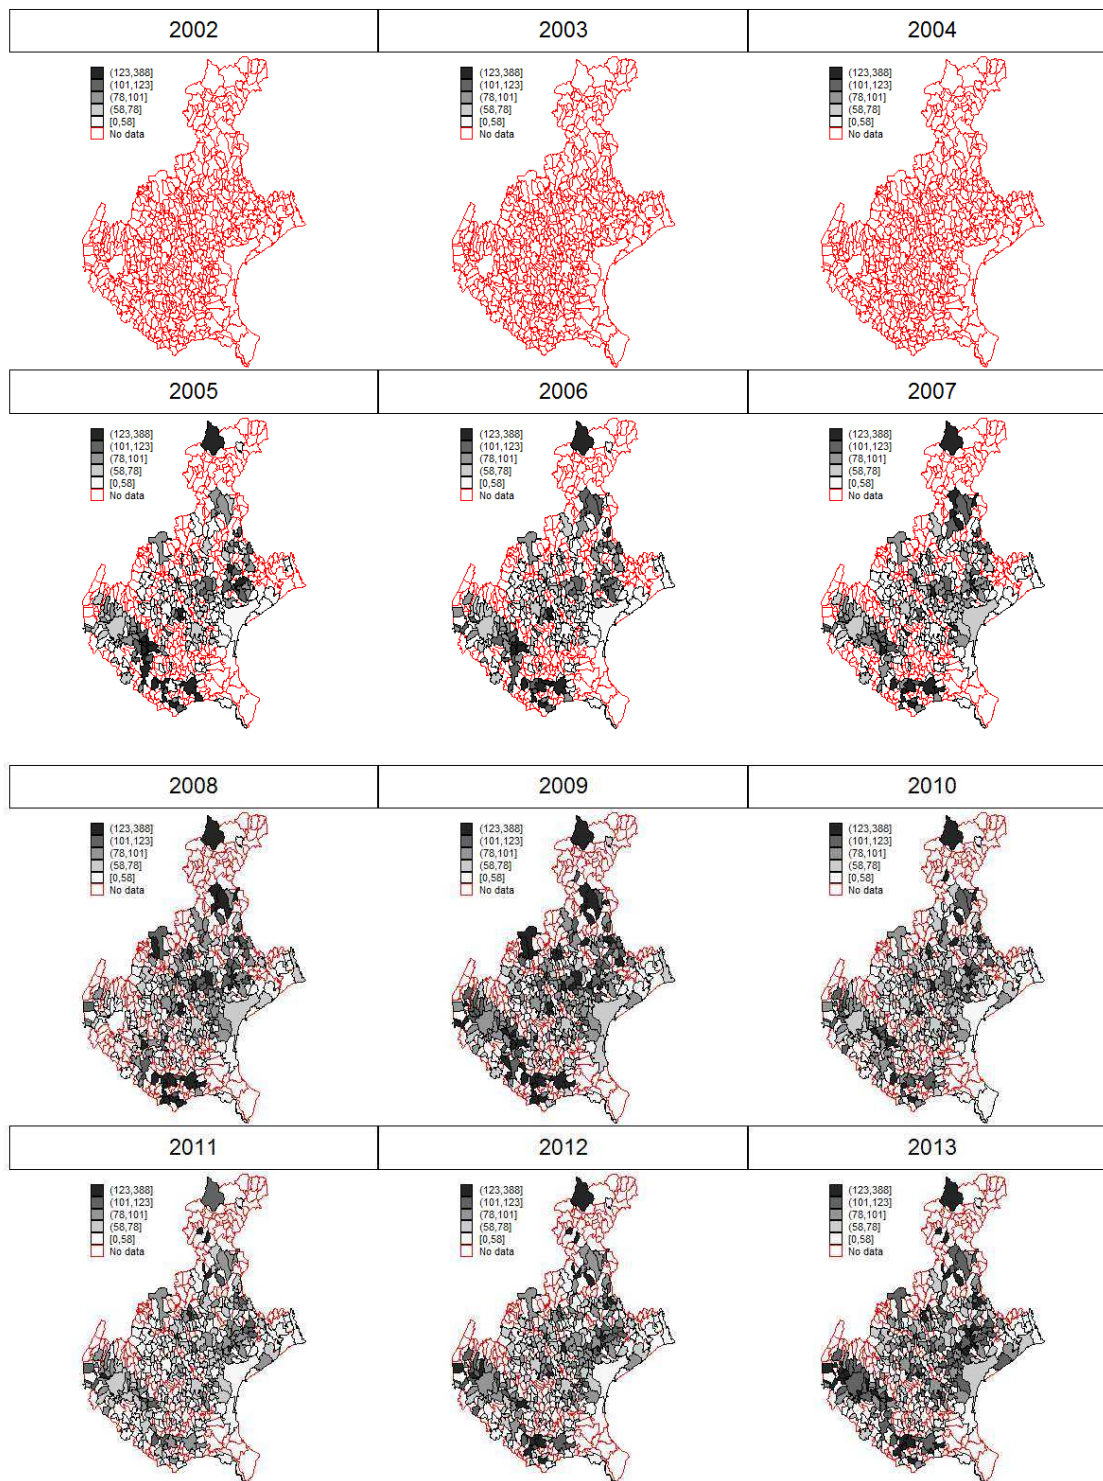 2002 2003 2004
(123,388] (123,388] (123,388]
(101,123] (101,123] (101,123]
(78,101] (78,101] (78,101]
(58,78] (58,78] (58,78]
[0,58] [0,58] [0,58]
No data No data No data
2005 2006 2007
(123,388] (123,388] (123,388]
(101,123] (101,123] (101,123]
(78,101] (78,101] (78,101]
(58,78] (58,78] (58,78]
[0,58] [0,58] [0,58]
No data No data No data
2008 2009 2010
(123,388] (123,388] (123,388]
(101,123] (101,123] (101,123]
(78,101] (78,101] (78,101]
(58,78] (58,78] (58,78]
[0,58] [0,58] [0,58]
No data No data No data
2011 2012 2013
(123,388] (123,388] (123,388]
(101,123] (101,123] (101,123]
(78,101] (78,101] (78,101]
(58,78] (58,78] (58,78]
[0,58] [0,58] [0,58]
No data No data No data